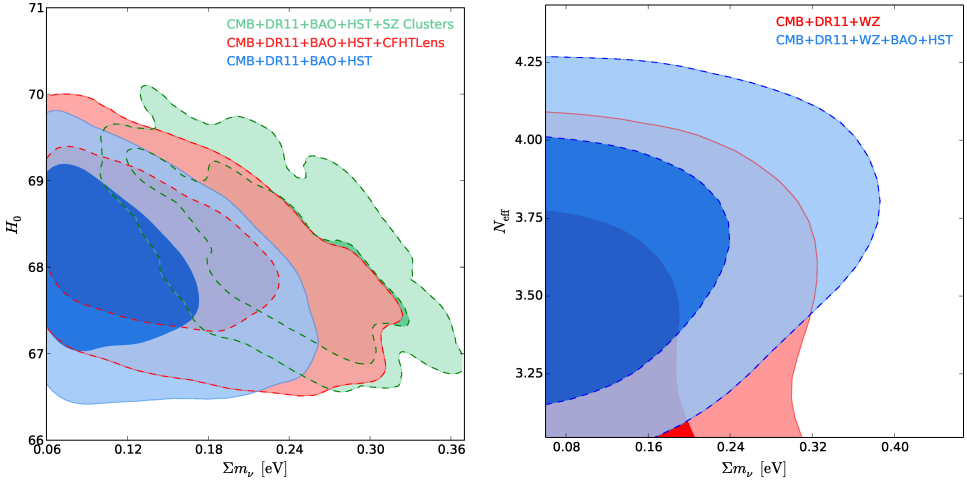 71
70
69
68
67
66
H₀
CMB+DR11+BAO+HST+SZ Clusters
CMB+DR11+BAO+HST+CFHTLens
CMB+DR11+BAO+HST
0.06 0.12 0.18 0.24 0.30 0.36
Σmᵥ [eV]
4.25
4.00
3.75
3.50
3.25
N_eff
CMB+DR11+WZ
CMB+DR11+WZ+BAO+HST
0.08 0.16 0.24 0.32 0.40
Σmᵥ [eV]